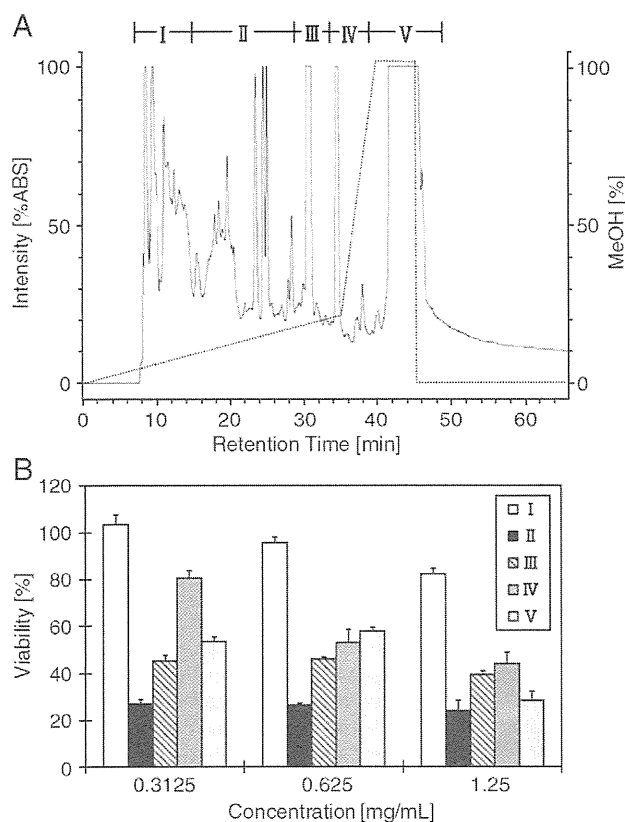 A
I II III IV V
100
50
0
Intensity [%ABS]
100
50
0
MeOH [%]
0 10 20 30 40 50 60
Retention Time [min]
B
120
100
80
60
40
20
0
Viability [%]
I
II
III
IV
V
0.3125 0.625 1.25
Concentration [mg/mL]